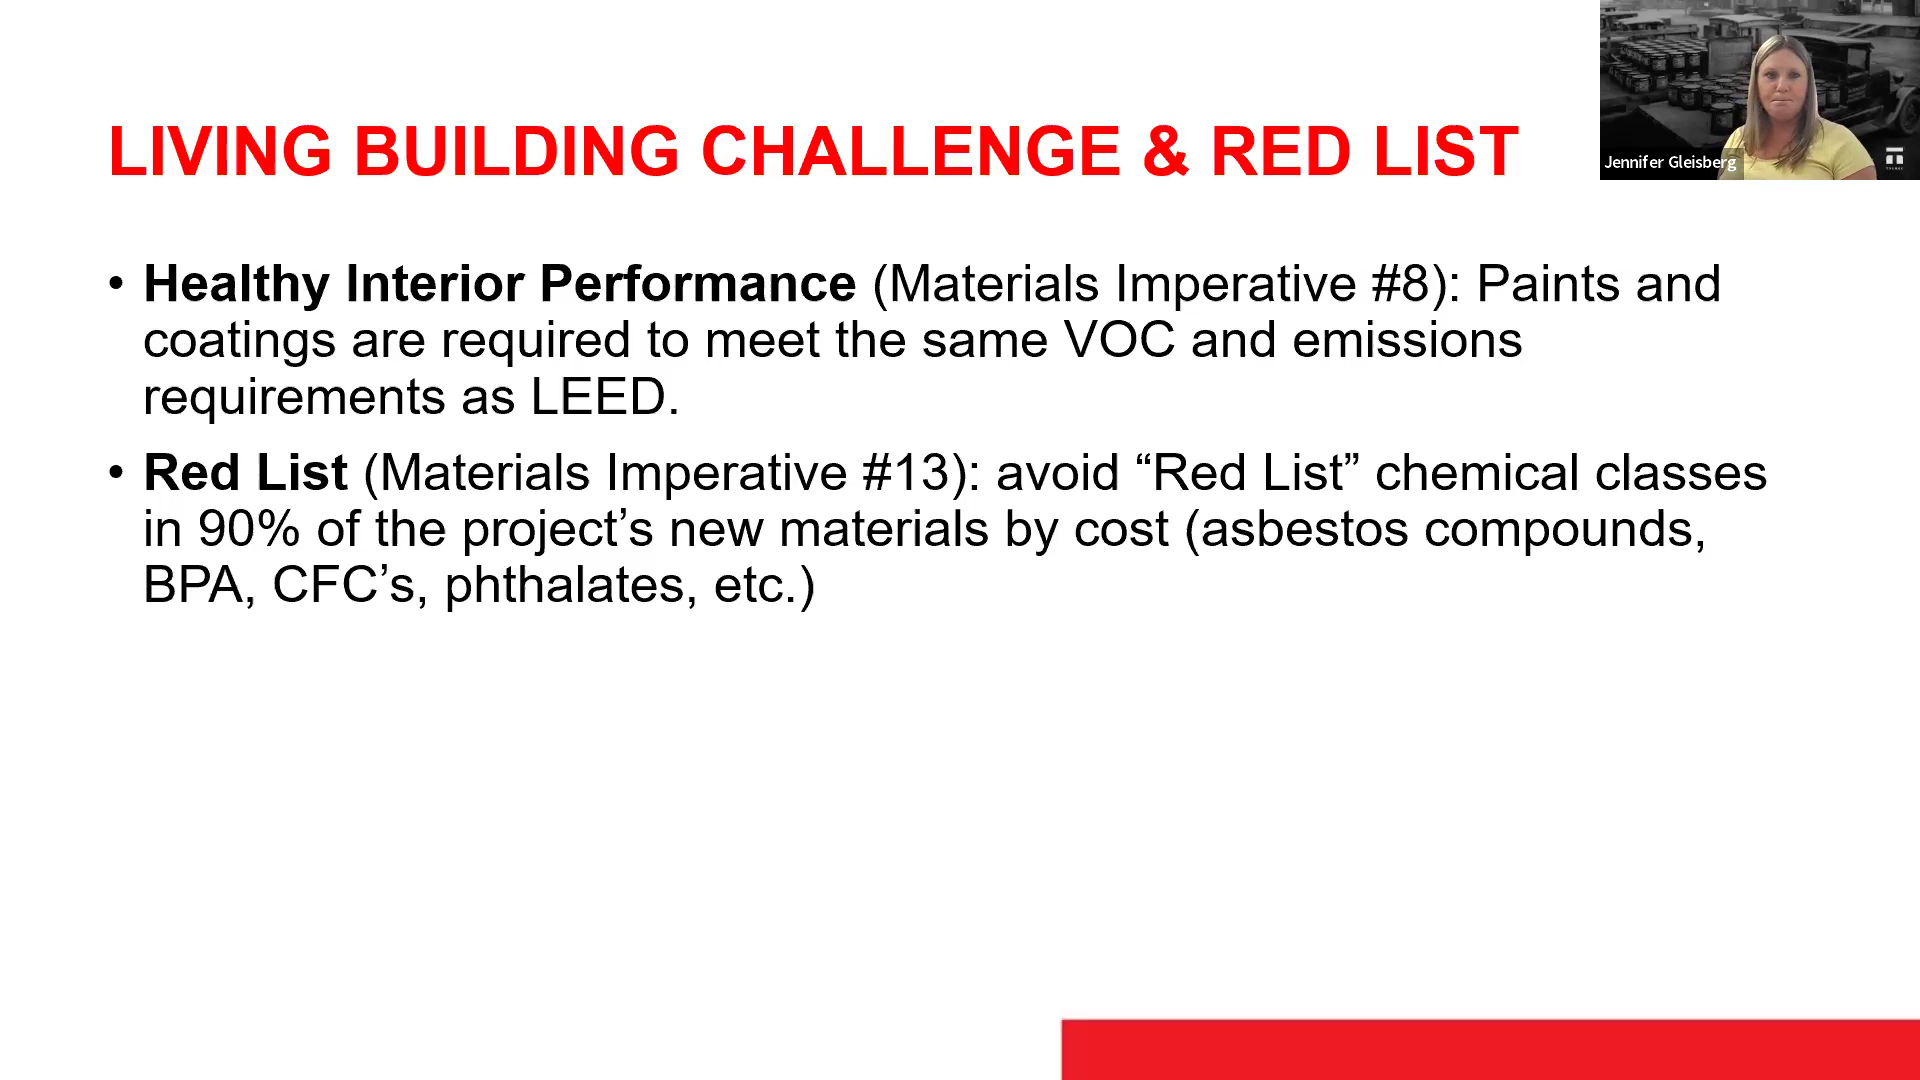 LIVING BUILDING CHALLENGE & RED LIST
Jennifer Gleisberg
• Healthy Interior Performance (Materials Imperative #8): Paints and
coatings are required to meet the same VOC and emissions
requirements as LEED.
• Red List (Materials Imperative #13): avoid “Red List” chemical classes
in 90% of the project’s new materials by cost (asbestos compounds,
BPA, CFC’s, phthalates, etc.)